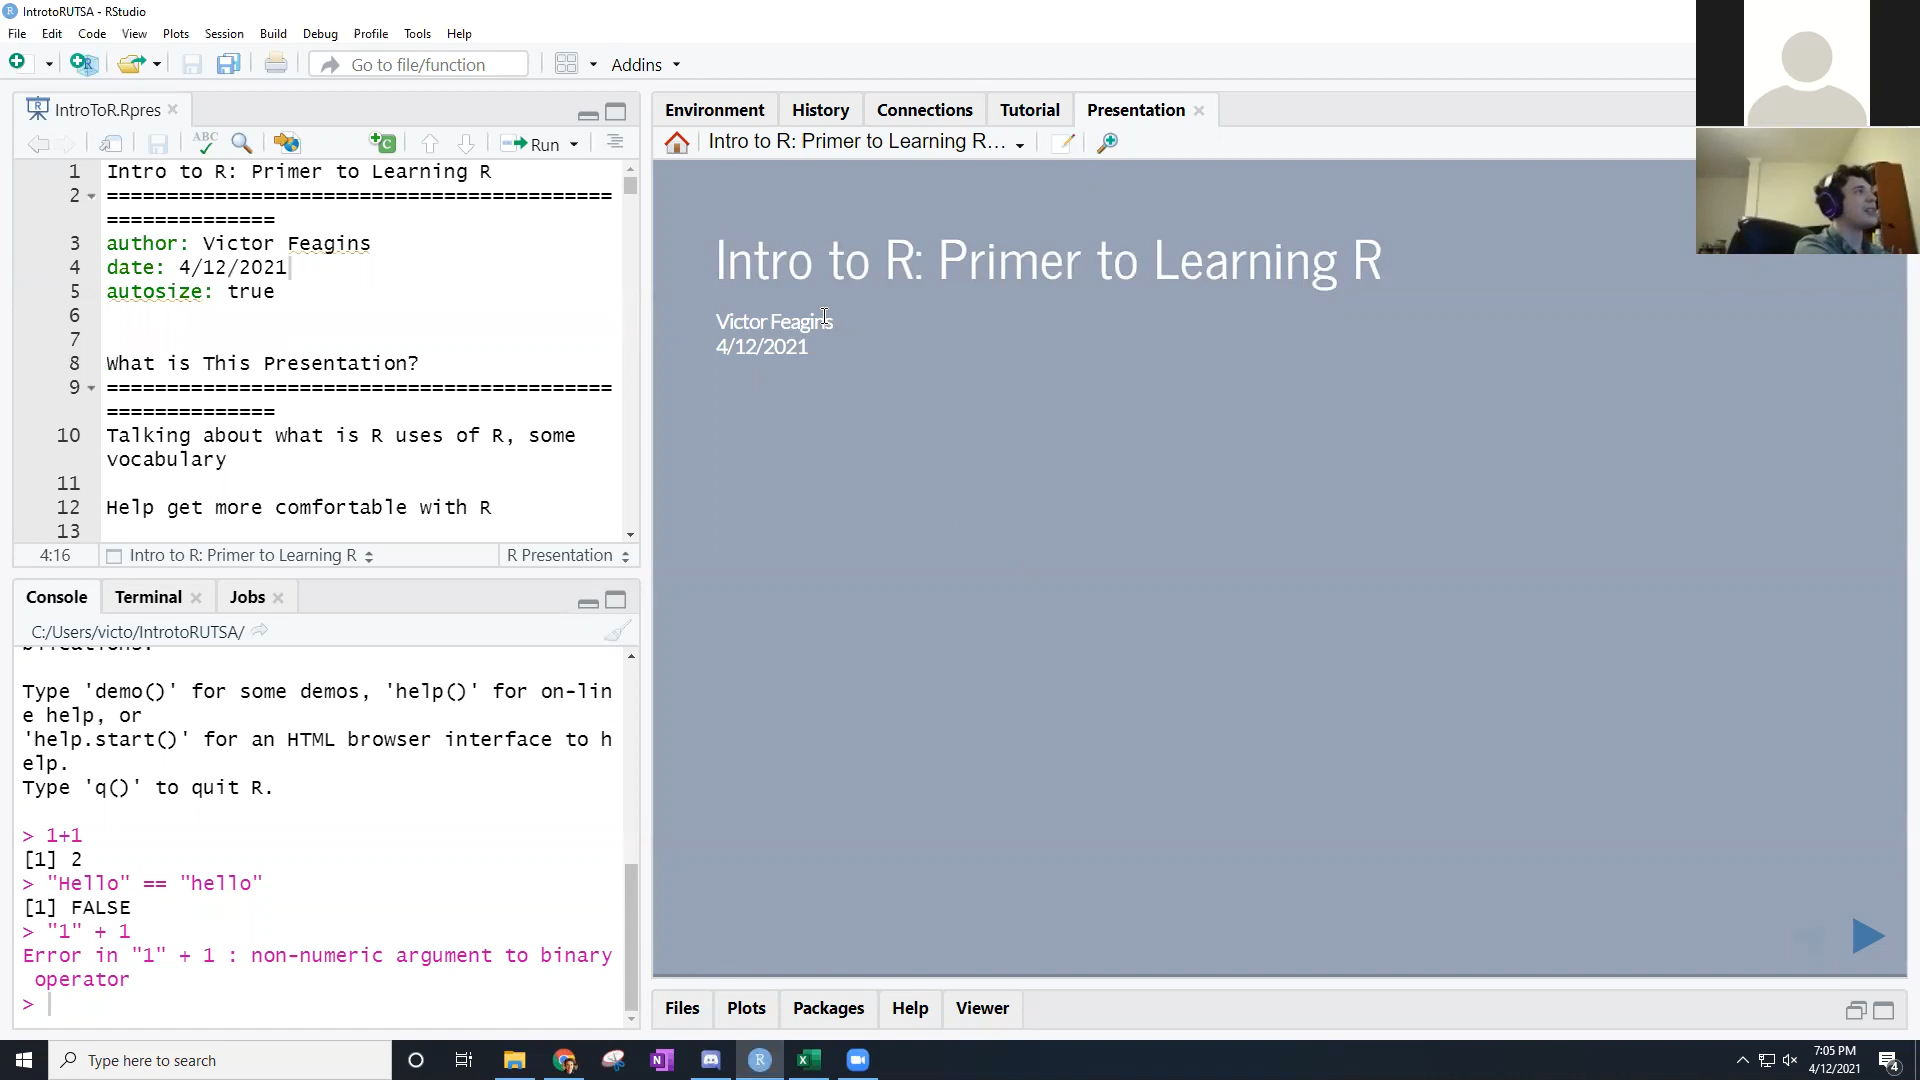 IntrotoRUTSA - RStudio
File Edit Code View Plots Session Build Debug Profile Tools Help
Go to file/function Addins
IntroToR.Rpres
Run
1 Intro to R: Primer to Learning R
2 ==========================================
==============
3 author: Victor Feagins
4 date: 4/12/2021
5 autosize: true
6
7
8 What is This Presentation?
9 ==========================================
==============
10 Talking about what is R uses of R, some
vocabulary
11
12 Help get more comfortable with R
13
4:16 Intro to R: Primer to Learning R R Presentation
Console Terminal Jobs
C:/Users/victo/IntrotoRUTSA/
Type 'demo()' for some demos, 'help()' for on-lin
e help, or
'help.start()' for an HTML browser interface to h
elp.
Type 'q()' to quit R.
> 1+1
[1] 2
> "Hello" == "hello"
[1] FALSE
> "1" + 1
Error in "1" + 1 : non-numeric argument to binary
operator
>
Environment History Connections Tutorial Presentation
Intro to R: Primer to Learning R...
Intro to R: Primer to Learning R
Victor Feagins
4/12/2021
Files Plots Packages Help Viewer
Type here to search
7:05 PM
4/12/2021
4